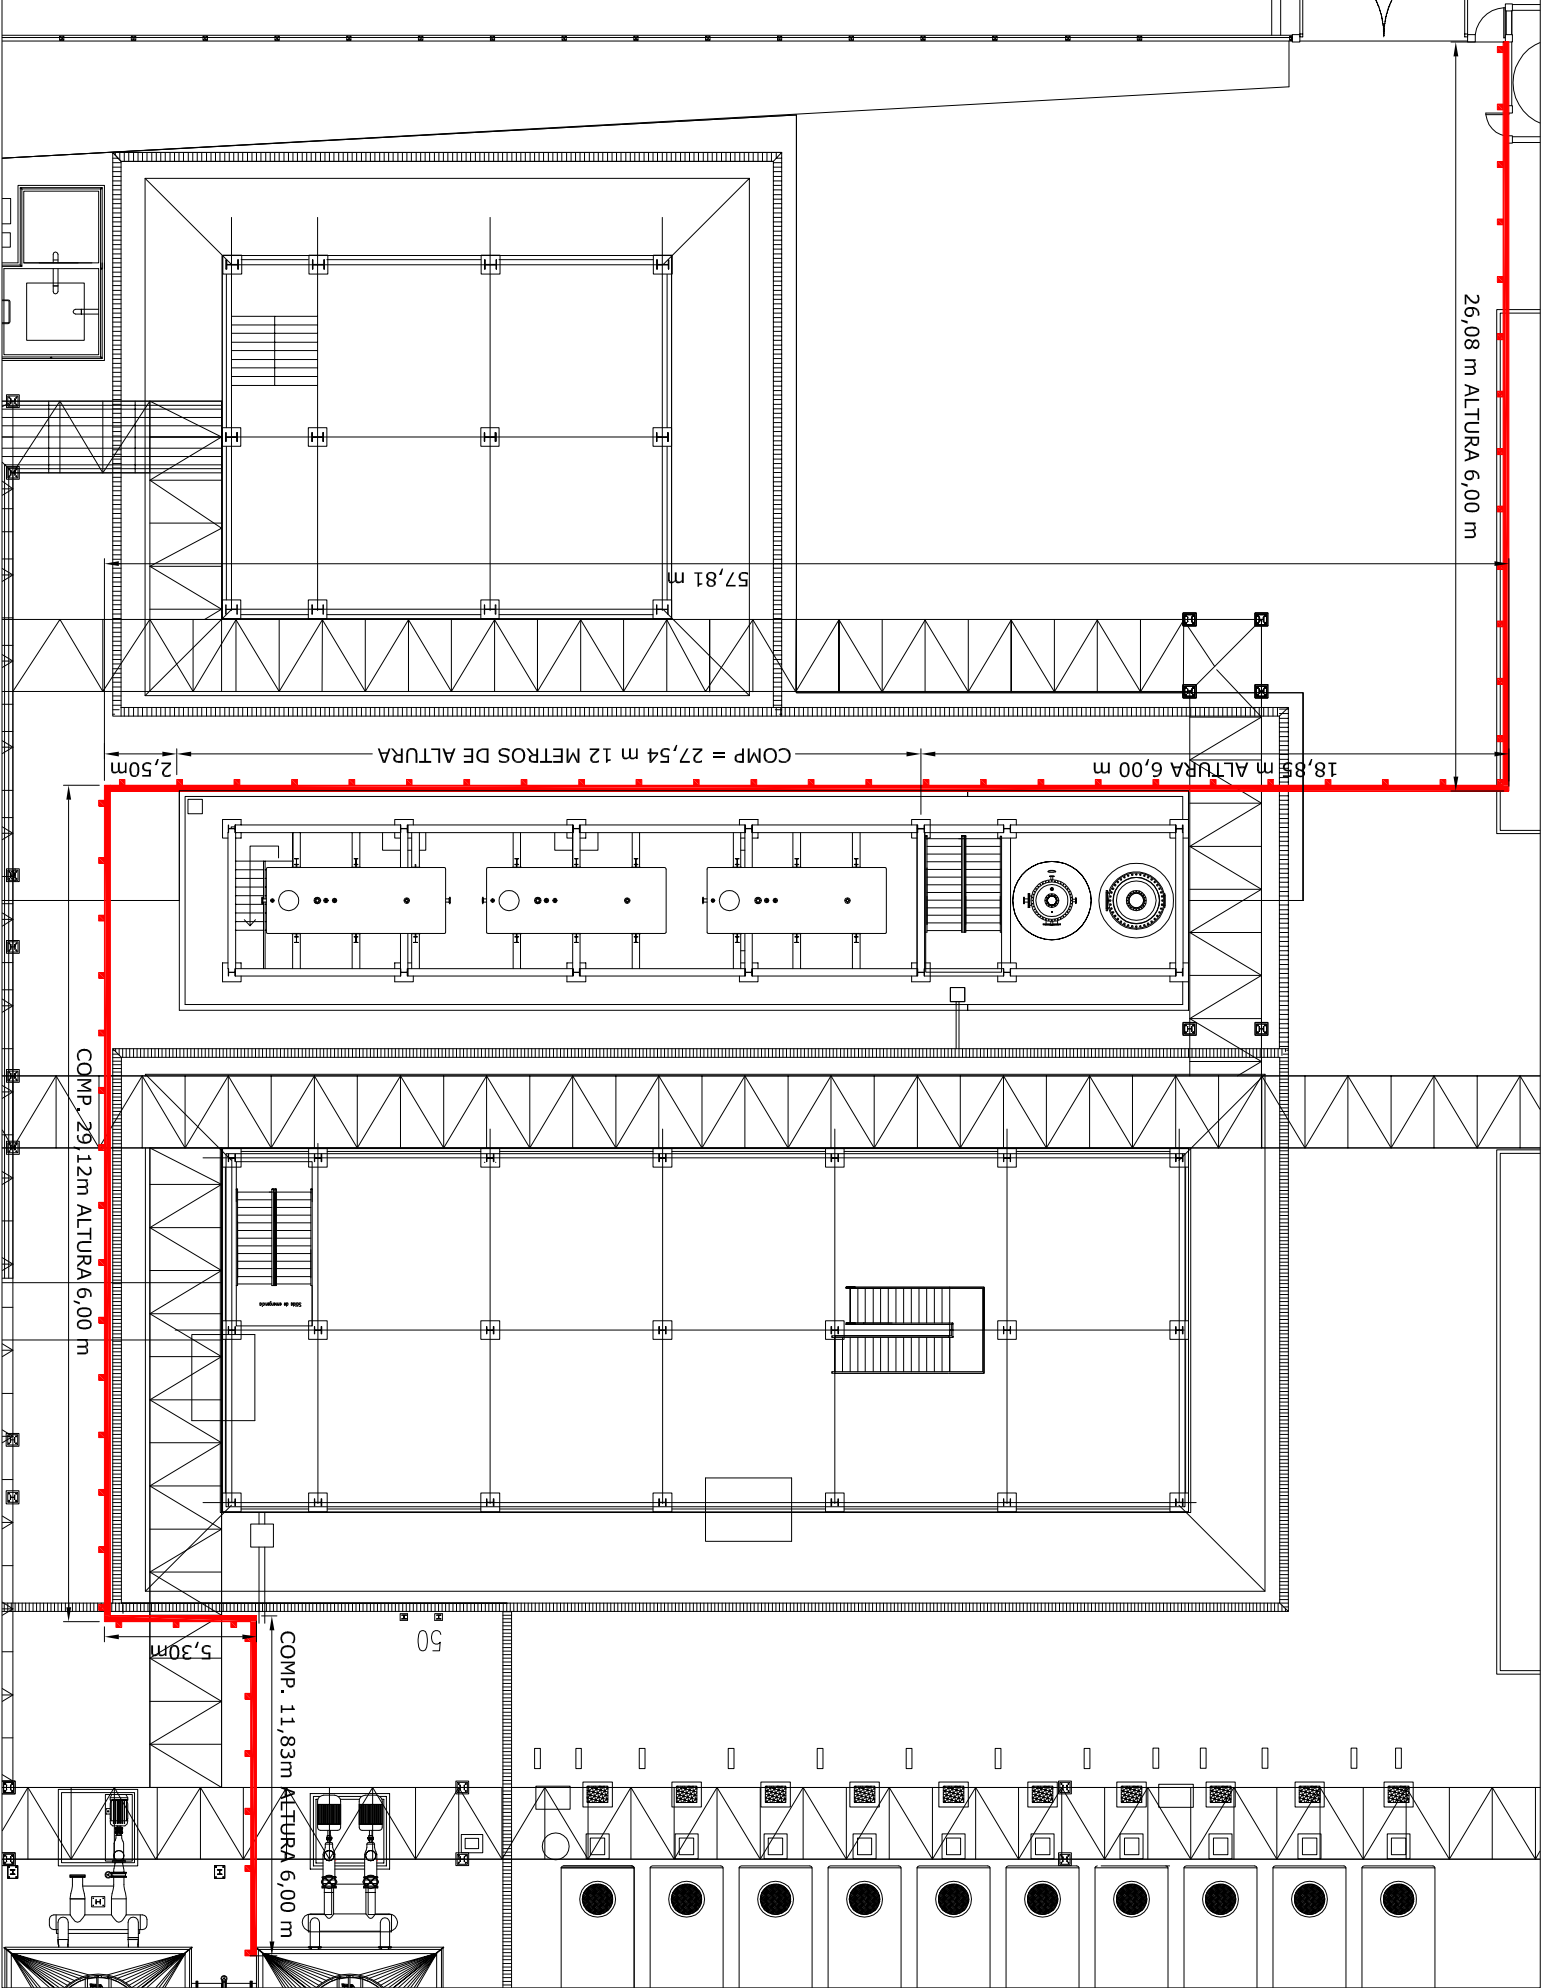 26,08 m ALTURA 6,00 m
57,81 m
2,50m
COMP = 27,54 m 12 METROS DE ALTURA
18,85 m ALTURA 6,00 m
COMP. 29,12m ALTURA 6,00 m
5,30m
50
COMP. 11,83m ALTURA 6,00 m